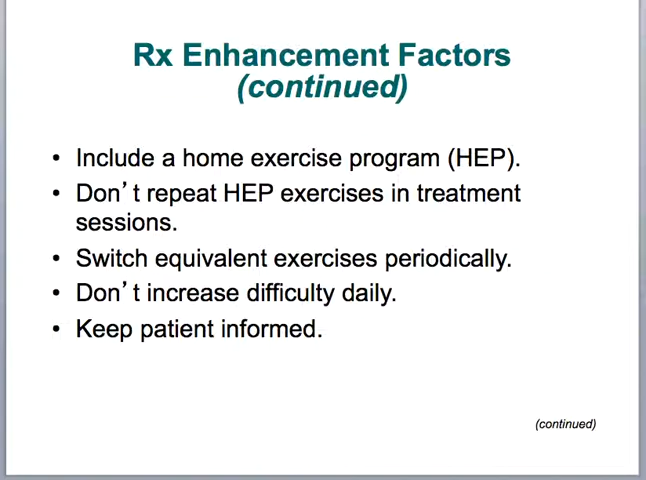 Rx Enhancement Factors
(continued)
• Include a home exercise program (HEP).
• Don’t repeat HEP exercises in treatment
sessions.
• Switch equivalent exercises periodically.
• Don’t increase difficulty daily.
• Keep patient informed.
(continued)